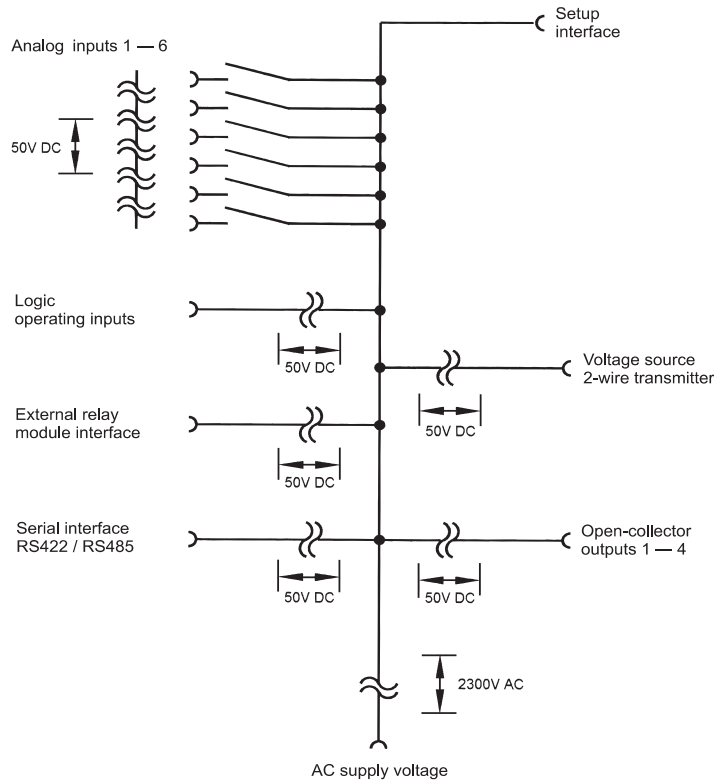 Setup
interface
Analog inputs 1 — 6
50V DC
Logic
operating inputs
50V DC
Voltage source
2-wire transmitter
50V DC
External relay
module interface
50V DC
Serial interface
RS422 / RS485
Open-collector
outputs 1 — 4
50V DC
50V DC
2300V AC
AC supply voltage